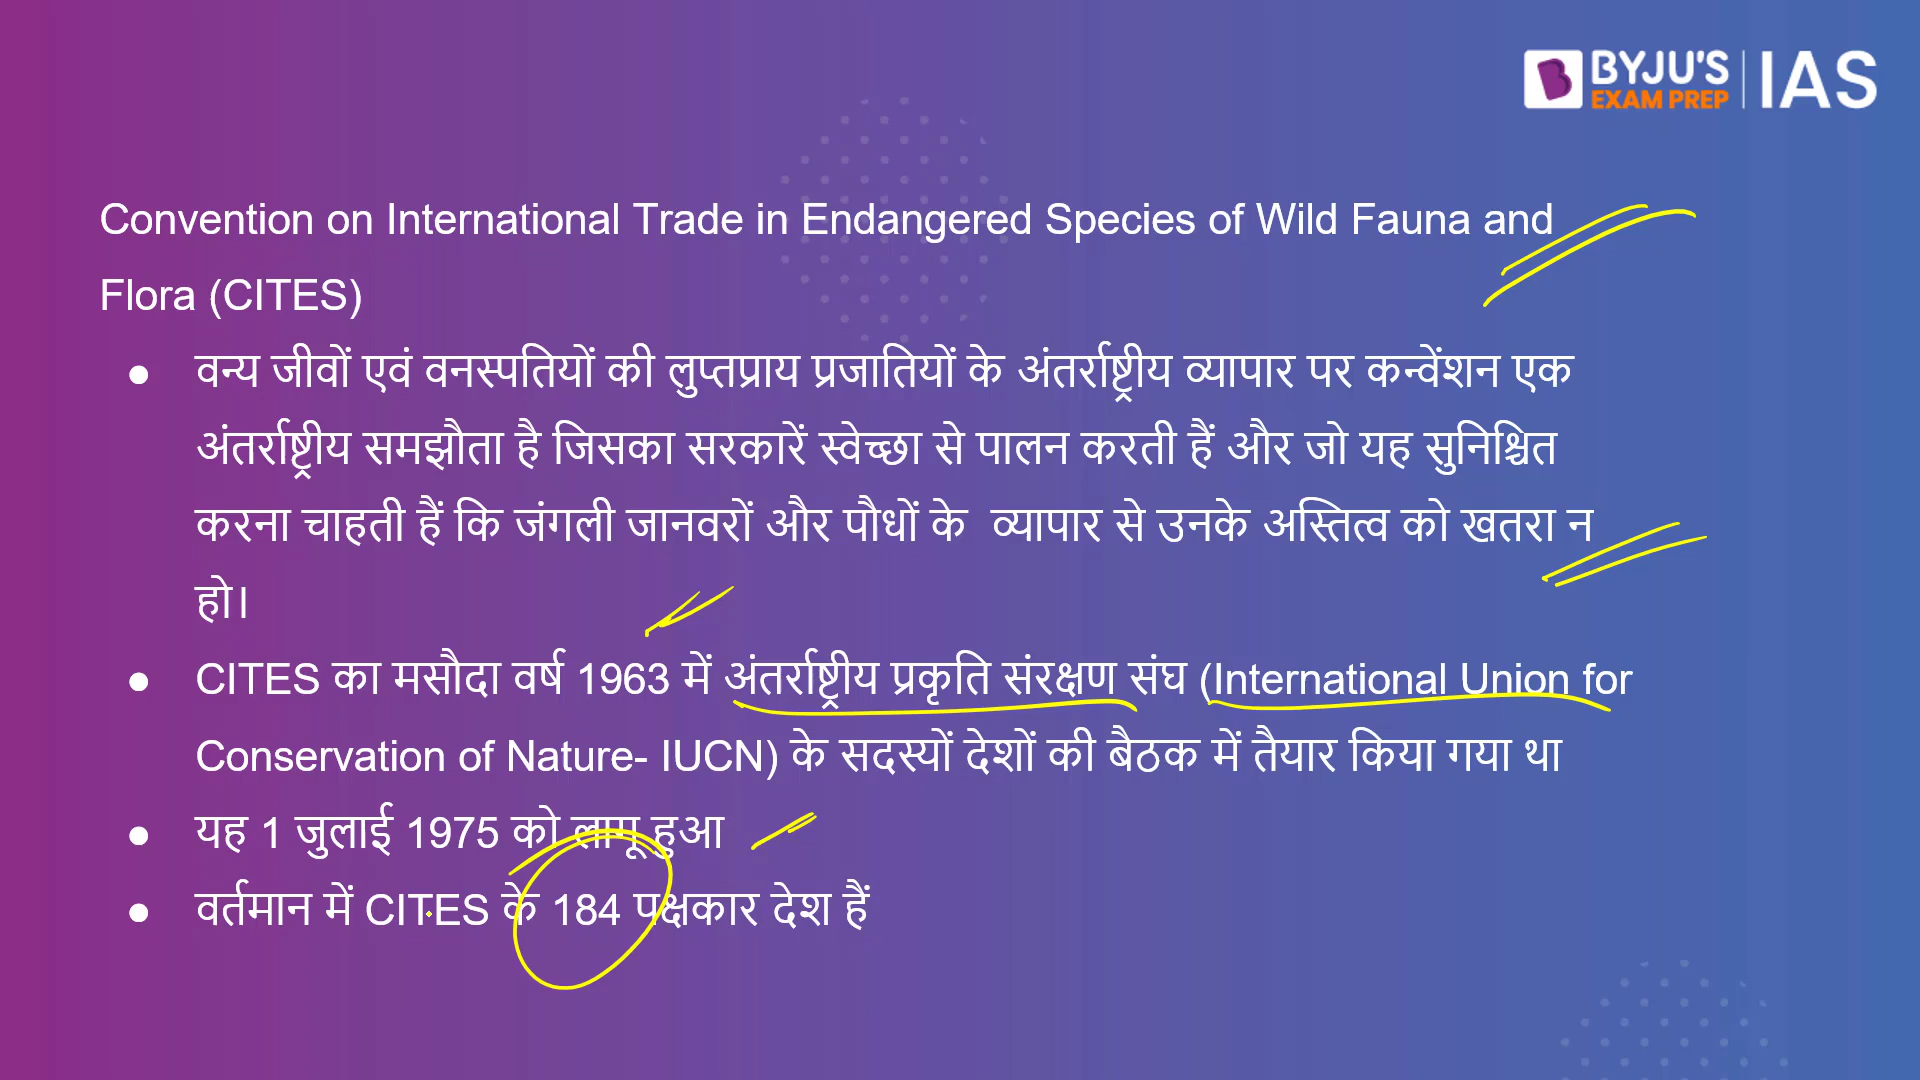 BYJU'S
EXAM PREP
IAS
Convention on International Trade in Endangered Species of Wild Fauna and
Flora (CITES)
● वन्य जीवों एवं वनस्पतियों की लुप्तप्राय प्रजातियों के अंतर्राष्ट्रीय व्यापार पर कन्वेंशन एक
अंतर्राष्ट्रीय समझौता है जिसका सरकारें स्वेच्छा से पालन करती हैं और जो यह सुनिश्चित
करना चाहती हैं कि जंगली जानवरों और पौधों के व्यापार से उनके अस्तित्व को खतरा न
हो।
● CITES का मसौदा वर्ष 1963 में अंतर्राष्ट्रीय प्रकृति संरक्षण संघ (International Union for
Conservation of Nature- IUCN) के सदस्यों देशों की बैठक में तैयार किया गया था
● यह 1 जुलाई 1975 को लागू हुआ
● वर्तमान में CITES के 184 पक्षकार देश हैं